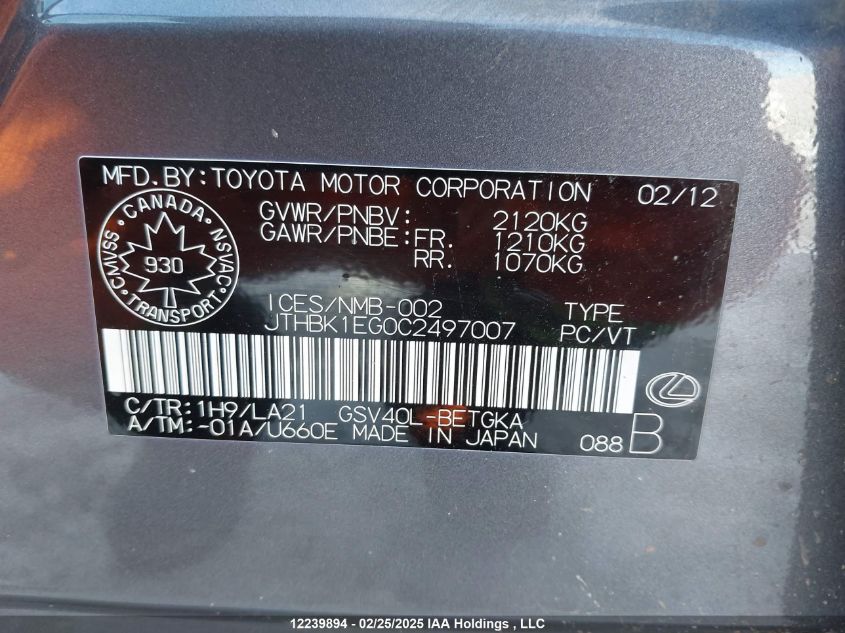 MFD.BY:TOYOTA MOTOR CORPORATION 02/12
GVWR/PNBV: 2120KG
GAWR/PNBE:FR. 1210KG
RR. 1070KG
CANADA
CMVSS 930 NSVAC
TRANSPORT
ICES/NMB-002 TYPE
JTHBK1EG0C2497007 PC/VT
C/TR:1H9/LA21 GSV40L-BETGKA
A/TM:-01A/U660E MADE IN JAPAN 088 B
12239894 - 02/25/2025 IAA Holdings , LLC